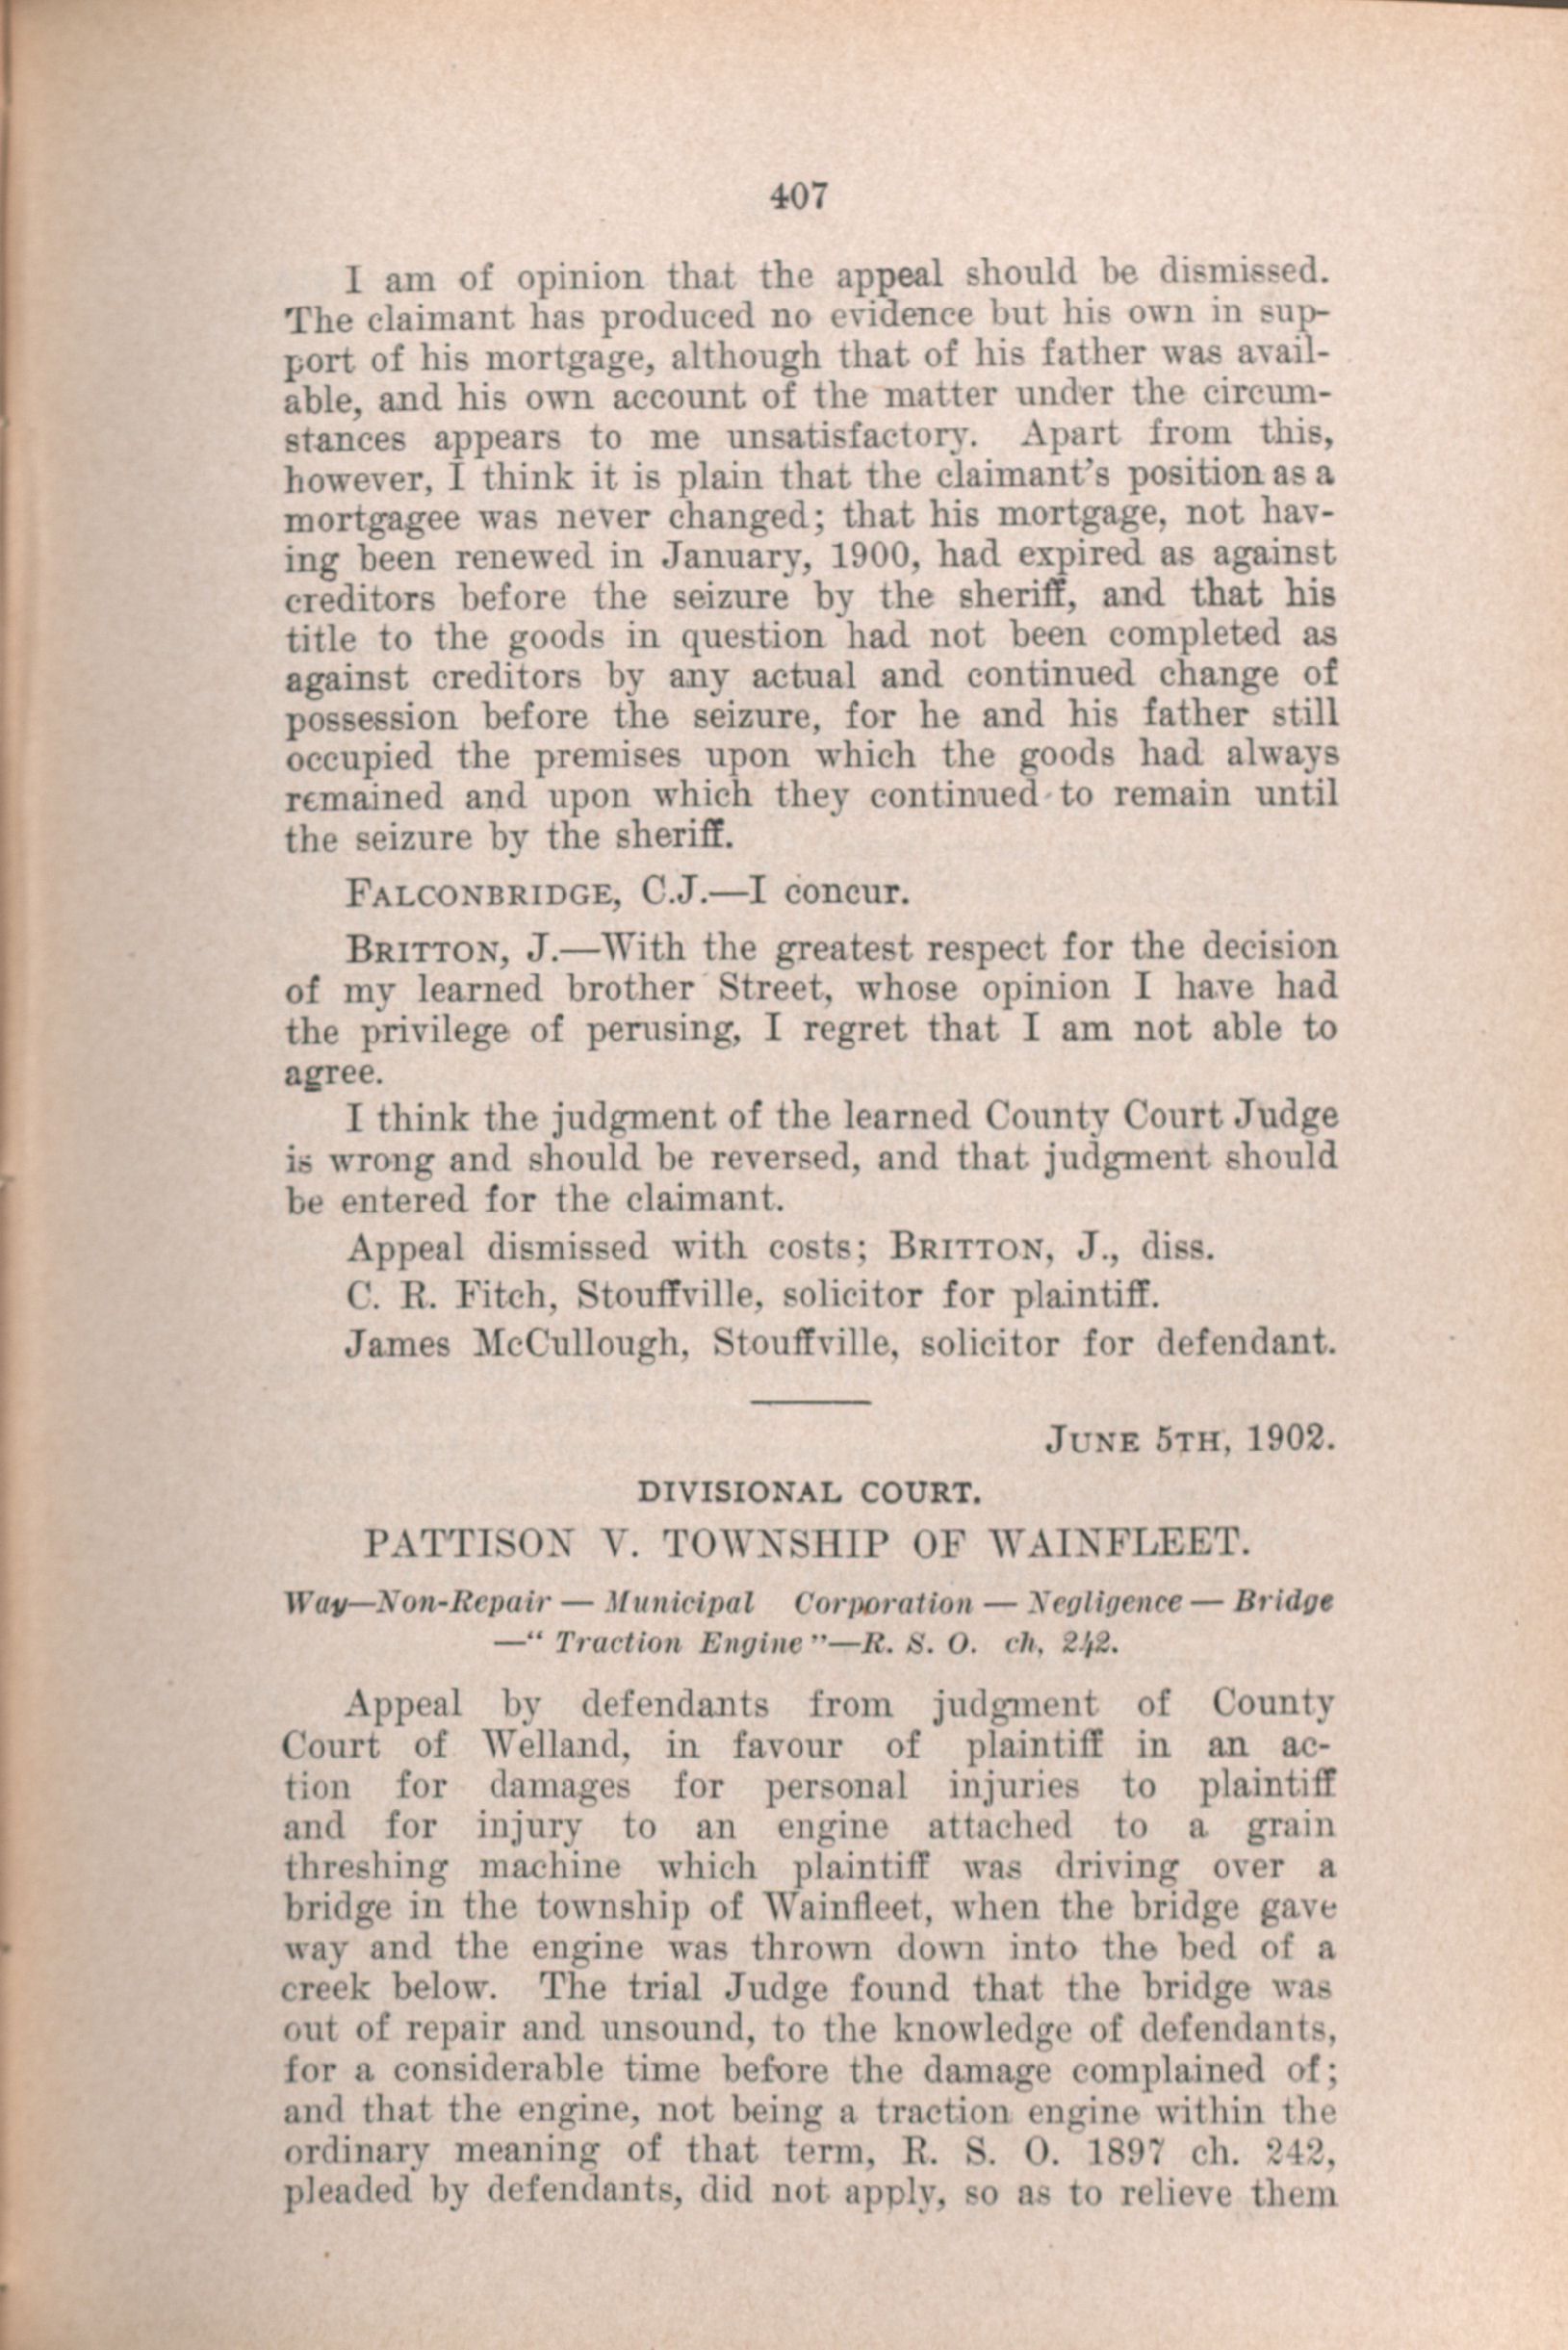 407
I am of opinion that the appeal should be dismissed.
The claimant has produced no evidence but his own in sup-
port of his mortgage, although that of his father was avail-
able, and his own account of the matter under the circum-
stances appears to me unsatisfactory. Apart from this,
however, I think it is plain that the claimant's position as a
mortgagee was never changed; that his mortgage, not hav-
ing been renewed in January, 1900, had expired as against
creditors before the seizure by the sheriff, and that his
title to the goods in question had not been completed as
against creditors by any actual and continued change of
possession before the seizure, for he and his father still
occupied the premises upon which the goods had always
remained and upon which they continued to remain until
the seizure by the sheriff.
FALCONBRIDGE, C.J.—I concur.
BRITTON, J.—With the greatest respect for the decision
of my learned brother Street, whose opinion I have had
the privilege of perusing, I regret that I am not able to
agree.
I think the judgment of the learned County Court Judge
is wrong and should be reversed, and that judgment should
be entered for the claimant.
Appeal dismissed with costs; BRITTON, J., diss.
C. R. Fitch, Stouffville, solicitor for plaintiff.
James McCullough, Stouffville, solicitor for defendant.
JUNE 5TH, 1902.
DIVISIONAL COURT.
PATTISON V. TOWNSHIP OF WAINFLEET.
Way—Non-Repair — Municipal Corporation — Negligence — Bridge
—" Traction Engine "—R. S. O. ch, 242.
Appeal by defendants from judgment of County
Court of Welland, in favour of plaintiff in an ac-
tion for damages for personal injuries to plaintiff
and for injury to an engine attached to a grain
threshing machine which plaintiff was driving over a
bridge in the township of Wainfleet, when the bridge gave
way and the engine was thrown down into the bed of a
creek below. The trial Judge found that the bridge was
out of repair and unsound, to the knowledge of defendants,
for a considerable time before the damage complained of;
and that the engine, not being a traction engine within the
ordinary meaning of that term, R. S. O. 1897 ch. 242,
pleaded by defendants, did not apply, so as to relieve them